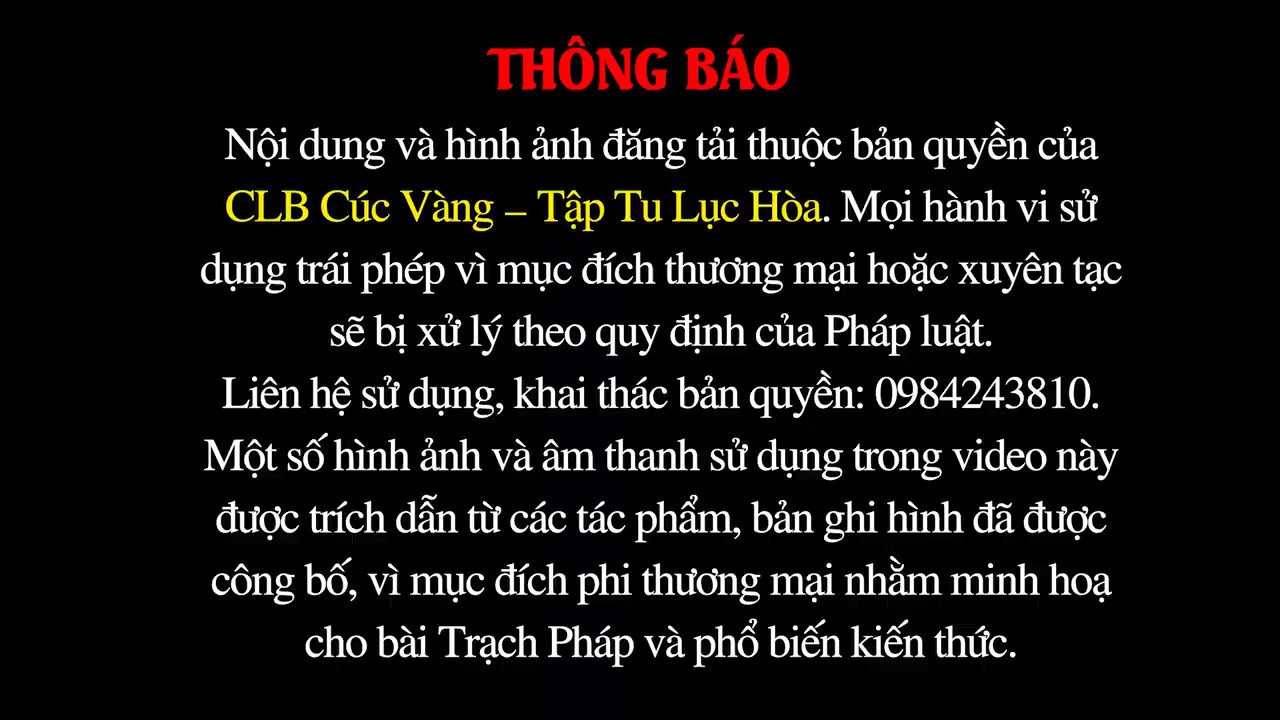 THÔNG BÁO
Nội dung và hình ảnh đăng tải thuộc bản quyền của
CLB Cúc Vàng – Tập Tu Lục Hòa. Mọi hành vi sử
dụng trái phép vì mục đích thương mại hoặc xuyên tạc
sẽ bị xử lý theo quy định của Pháp luật.
Liên hệ sử dụng, khai thác bản quyền: 0984243810.
Một số hình ảnh và âm thanh sử dụng trong video này
được trích dẫn từ các tác phẩm, bản ghi hình đã được
công bố, vì mục đích phi thương mại nhằm minh hoạ
cho bài Trạch Pháp và phổ biến kiến thức.